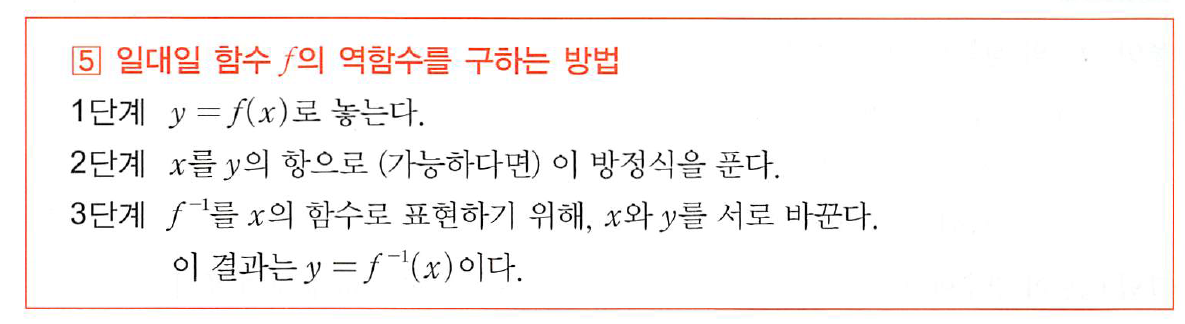 5 일대일 함수 f의 역함수를 구하는 방법
1단계 y = f(x)로 놓는다.
2단계 x를 y의 항으로 (가능하다면) 이 방정식을 푼다.
3단계 f⁻¹를 x의 함수로 표현하기 위해, x와 y를 서로 바꾼다.
이 결과는 y = f⁻¹(x)이다.